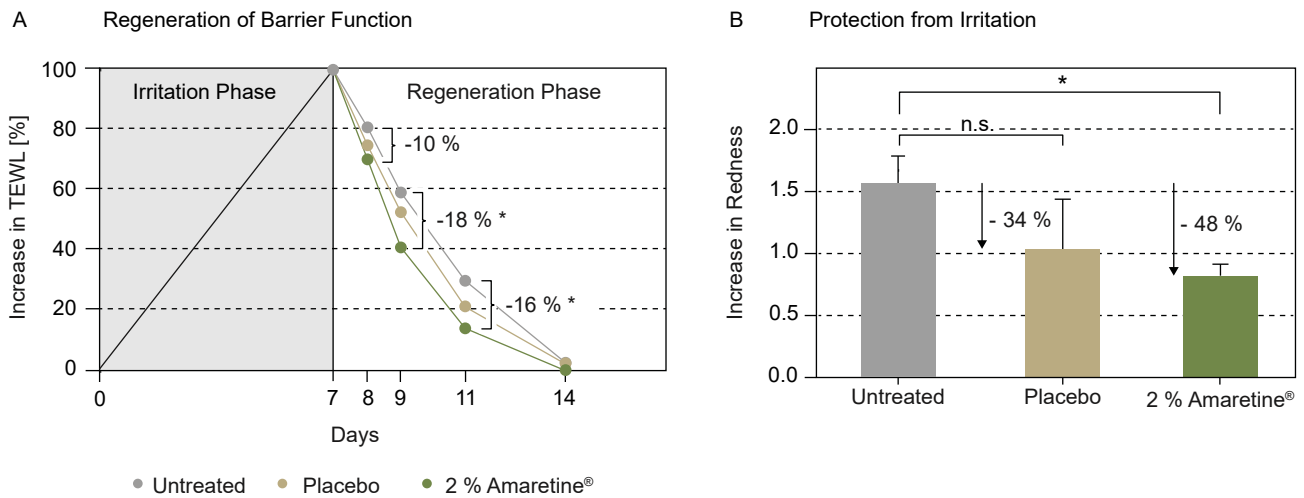 A Regeneration of Barrier Function
Increase in TEWL [%]
100
80
60
40
20
0
Irritation Phase
Regeneration Phase
-10 %
-18 % *
-16 % *
0 7 8 9 11 14
Days
Untreated Placebo 2 % Amaretine®
B Protection from Irritation
Increase in Redness
2.0
1.5
1.0
0.5
0.0
*
n.s.
- 34 %
- 48 %
Untreated Placebo 2 % Amaretine®